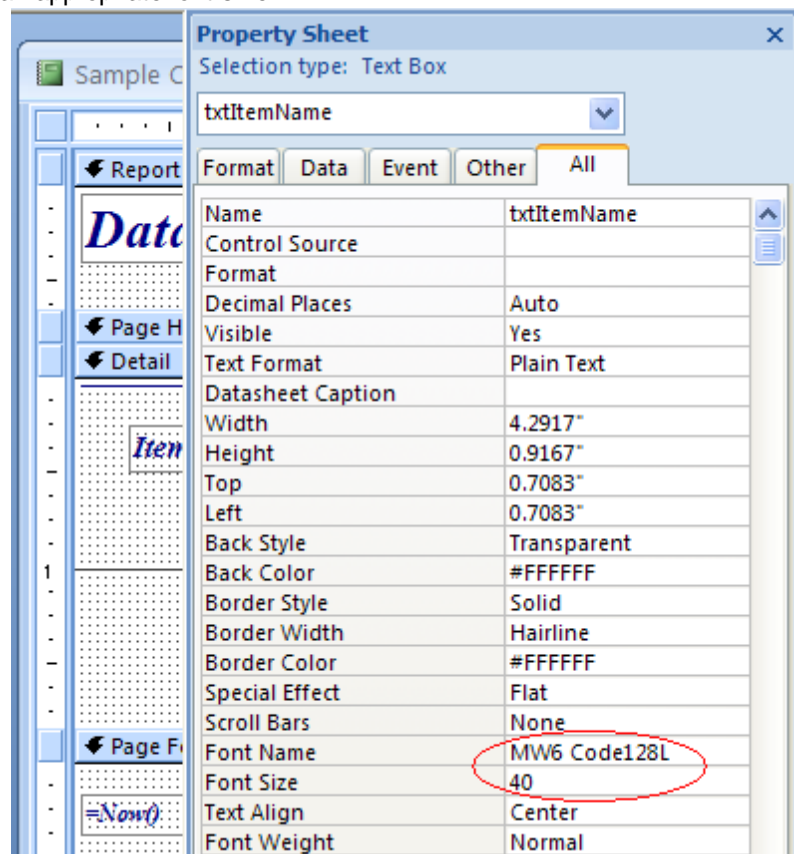 Property Sheet
Selection type: Text Box
Sample C
txtItemName
Format Data Event Other All
Report
Name txtItemName
Data
Control Source
Format
Decimal Places Auto
Page H
Visible Yes
Detail
Text Format Plain Text
Datasheet Caption
Width 4.2917"
Item
Height 0.9167"
Top 0.7083"
Left 0.7083"
Back Style Transparent
1
Back Color #FFFFFF
Border Style Solid
Border Width Hairline
Border Color #FFFFFF
Special Effect Flat
Scroll Bars None
Page F
Font Name MW6 Code128L
Font Size 40
=Now()
Text Align Center
Font Weight Normal